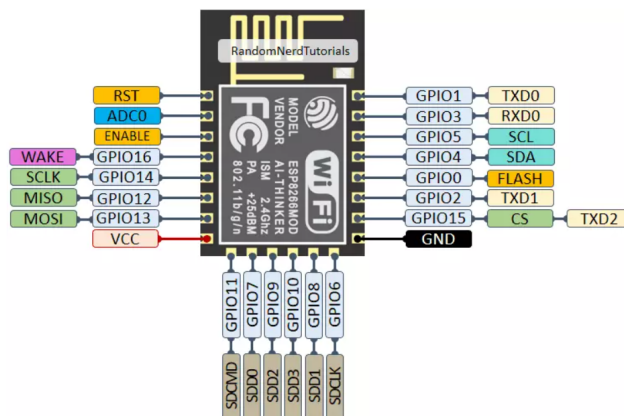 RandomNerdTutorials
RST
ADC0
ENABLE
WAKE GPIO16
SCLK GPIO14
MISO GPIO12
MOSI GPIO13
VCC
FC
MODEL
VENDOR
ESP8266MOD
AI-THINKER
ISM 2.4GHz
PA +25dBM
802.11b/g/n
WiFi
GPIO1 TXD0
GPIO3 RXD0
GPIO5 SCL
GPIO4 SDA
GPIO0 FLASH
GPIO2 TXD1
GPIO15 CS TXD2
GND
GPIO11 SDCMD
GPIO7 SDD0
GPIO9 SDD2
GPIO10 SDD3
GPIO8 SDD1
GPIO6 SDCLK